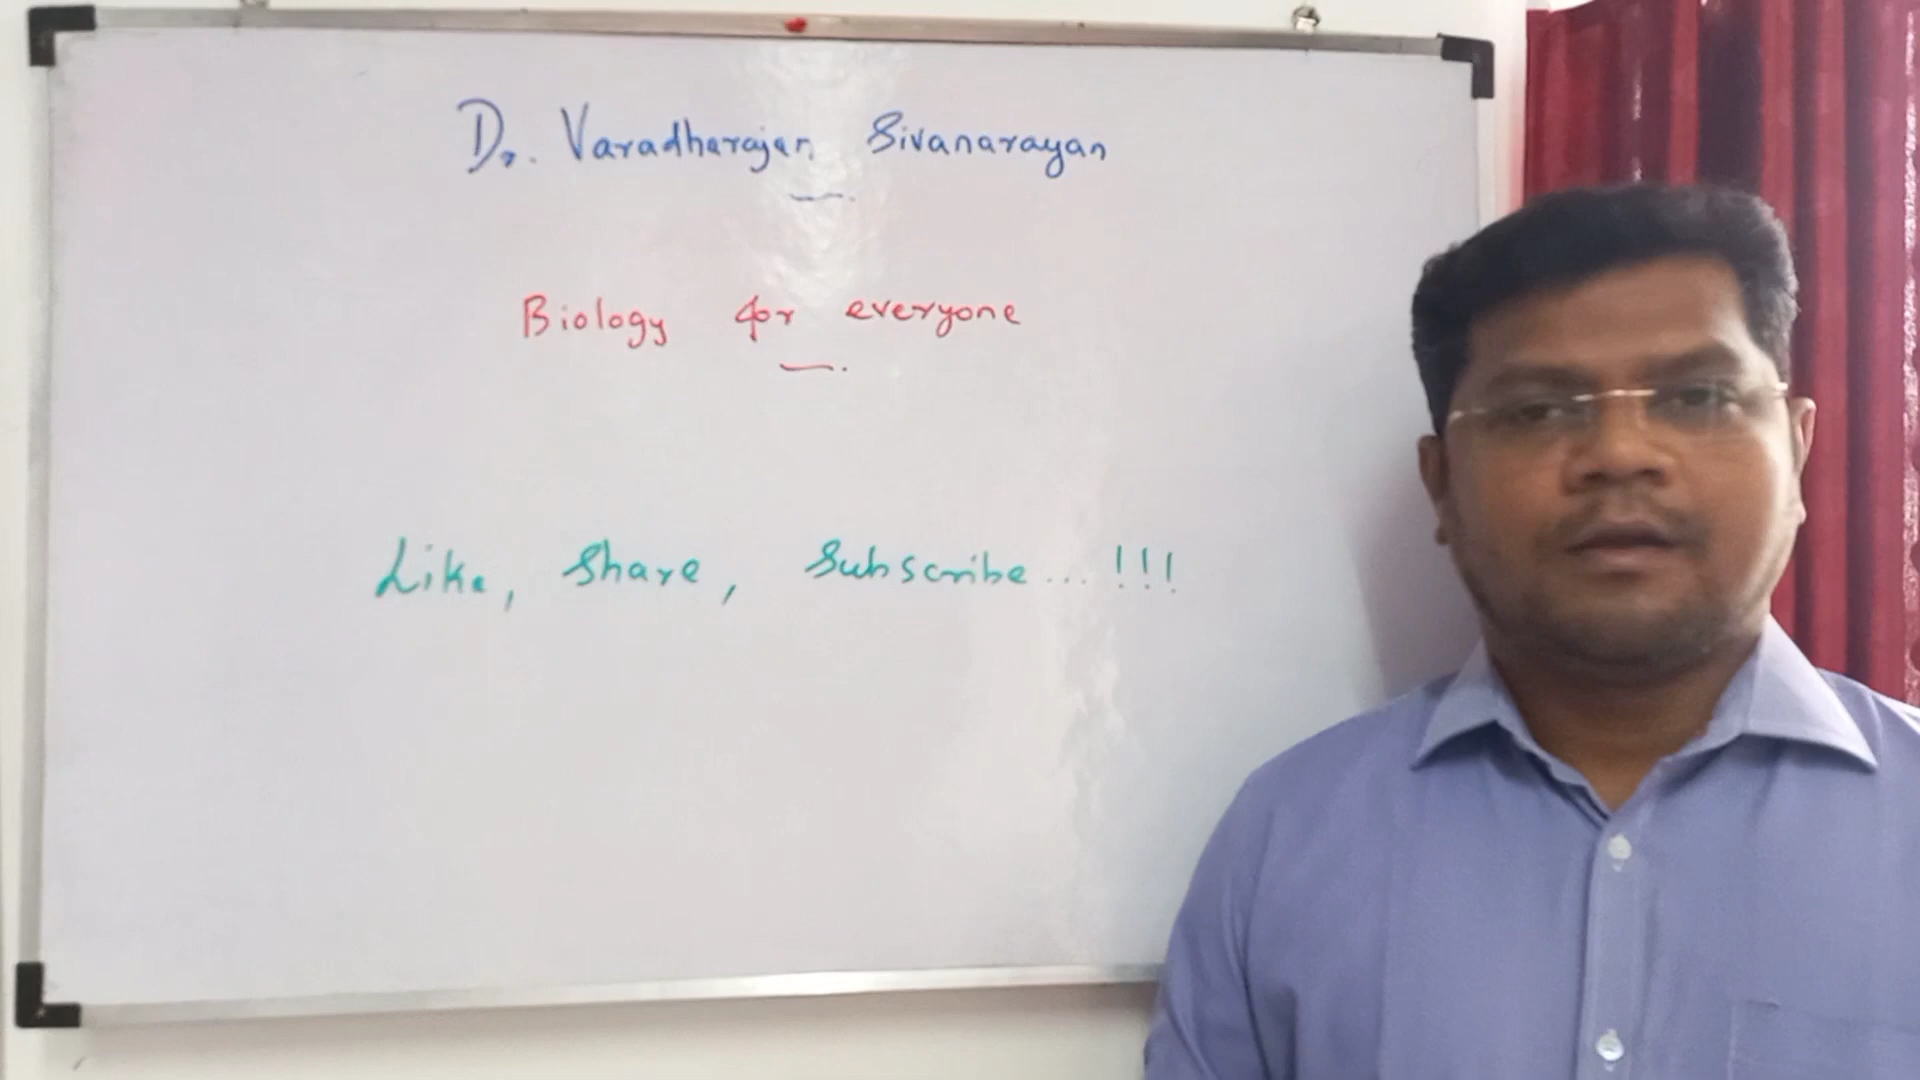 Dr. Varadharajan Sivanarayan
Biology for everyone
Like, Share, Subscribe...!!!